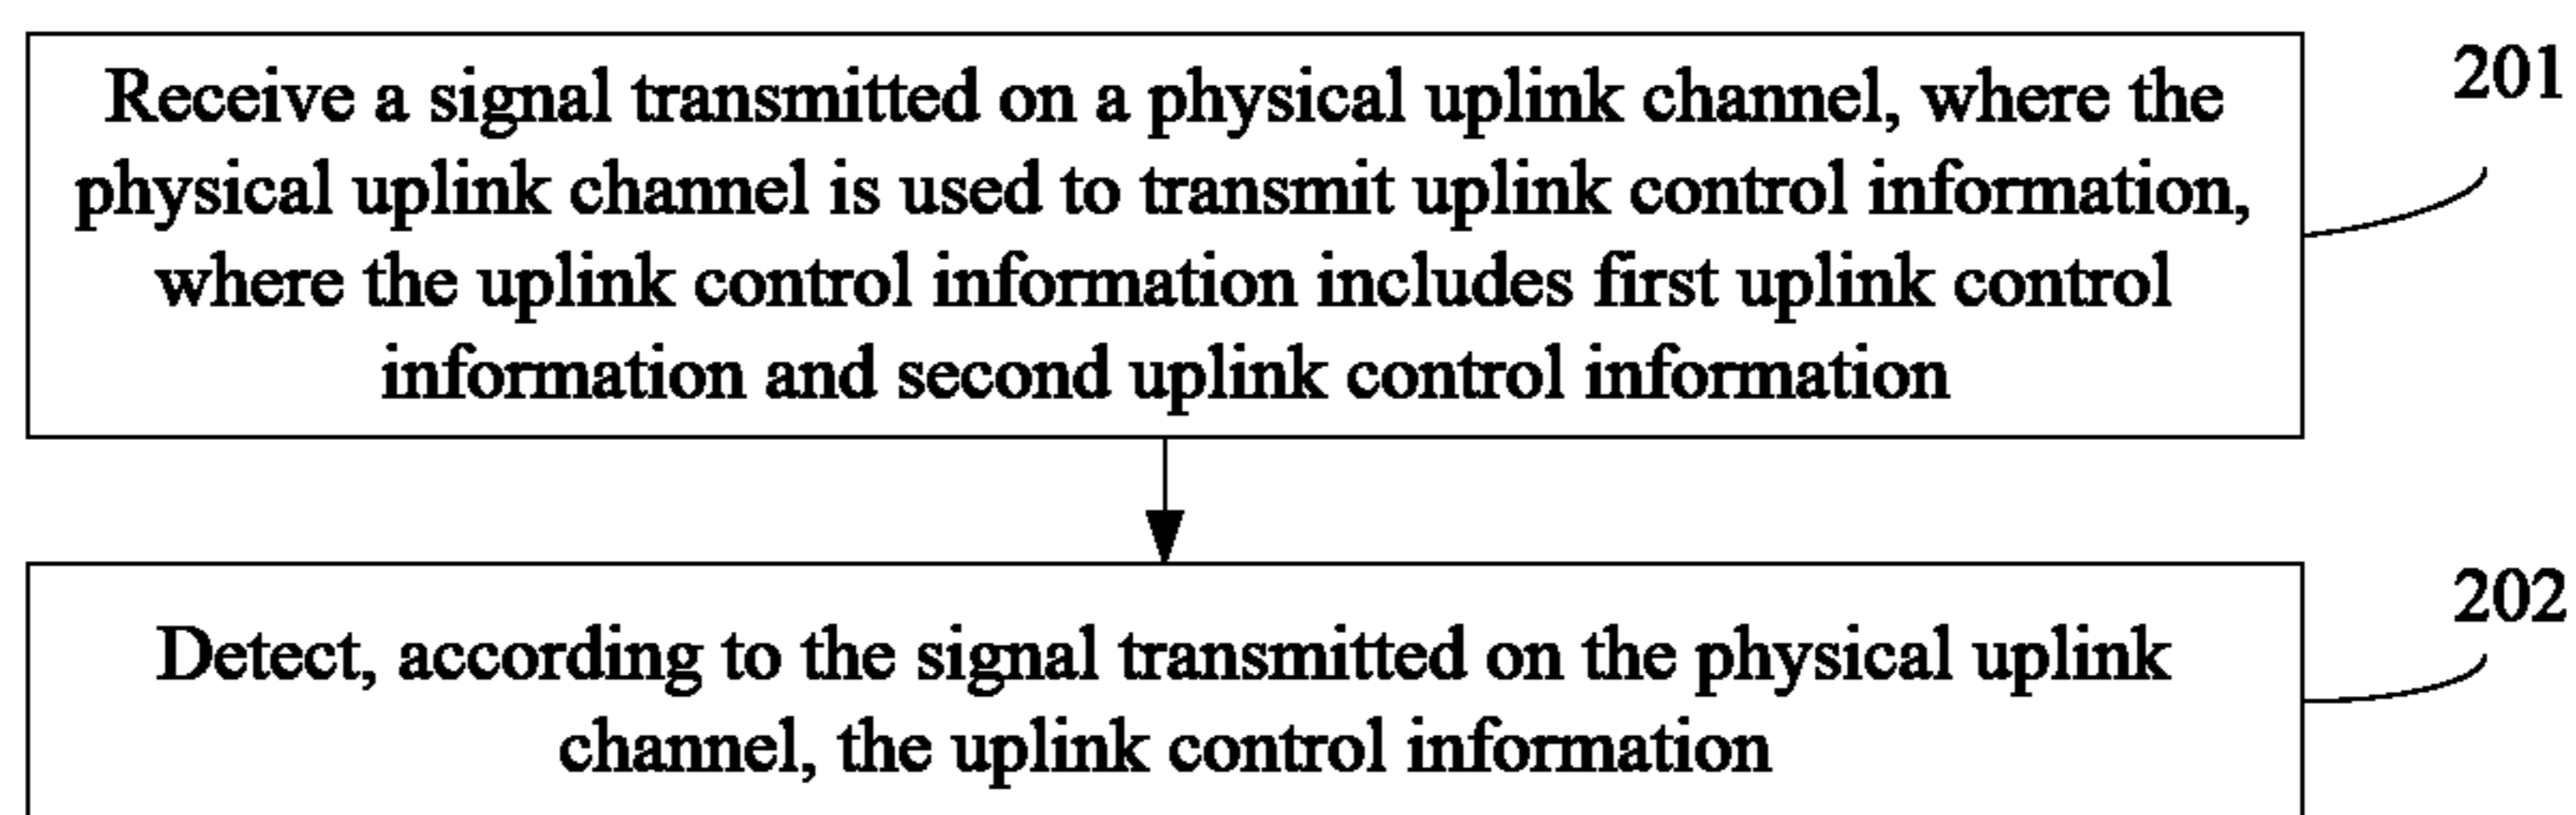 Receive a signal transmitted on a physical uplink channel, where the
physical uplink channel is used to transmit uplink control information,
where the uplink control information includes first uplink control
information and second uplink control information
201
Detect, according to the signal transmitted on the physical uplink
channel, the uplink control information
202